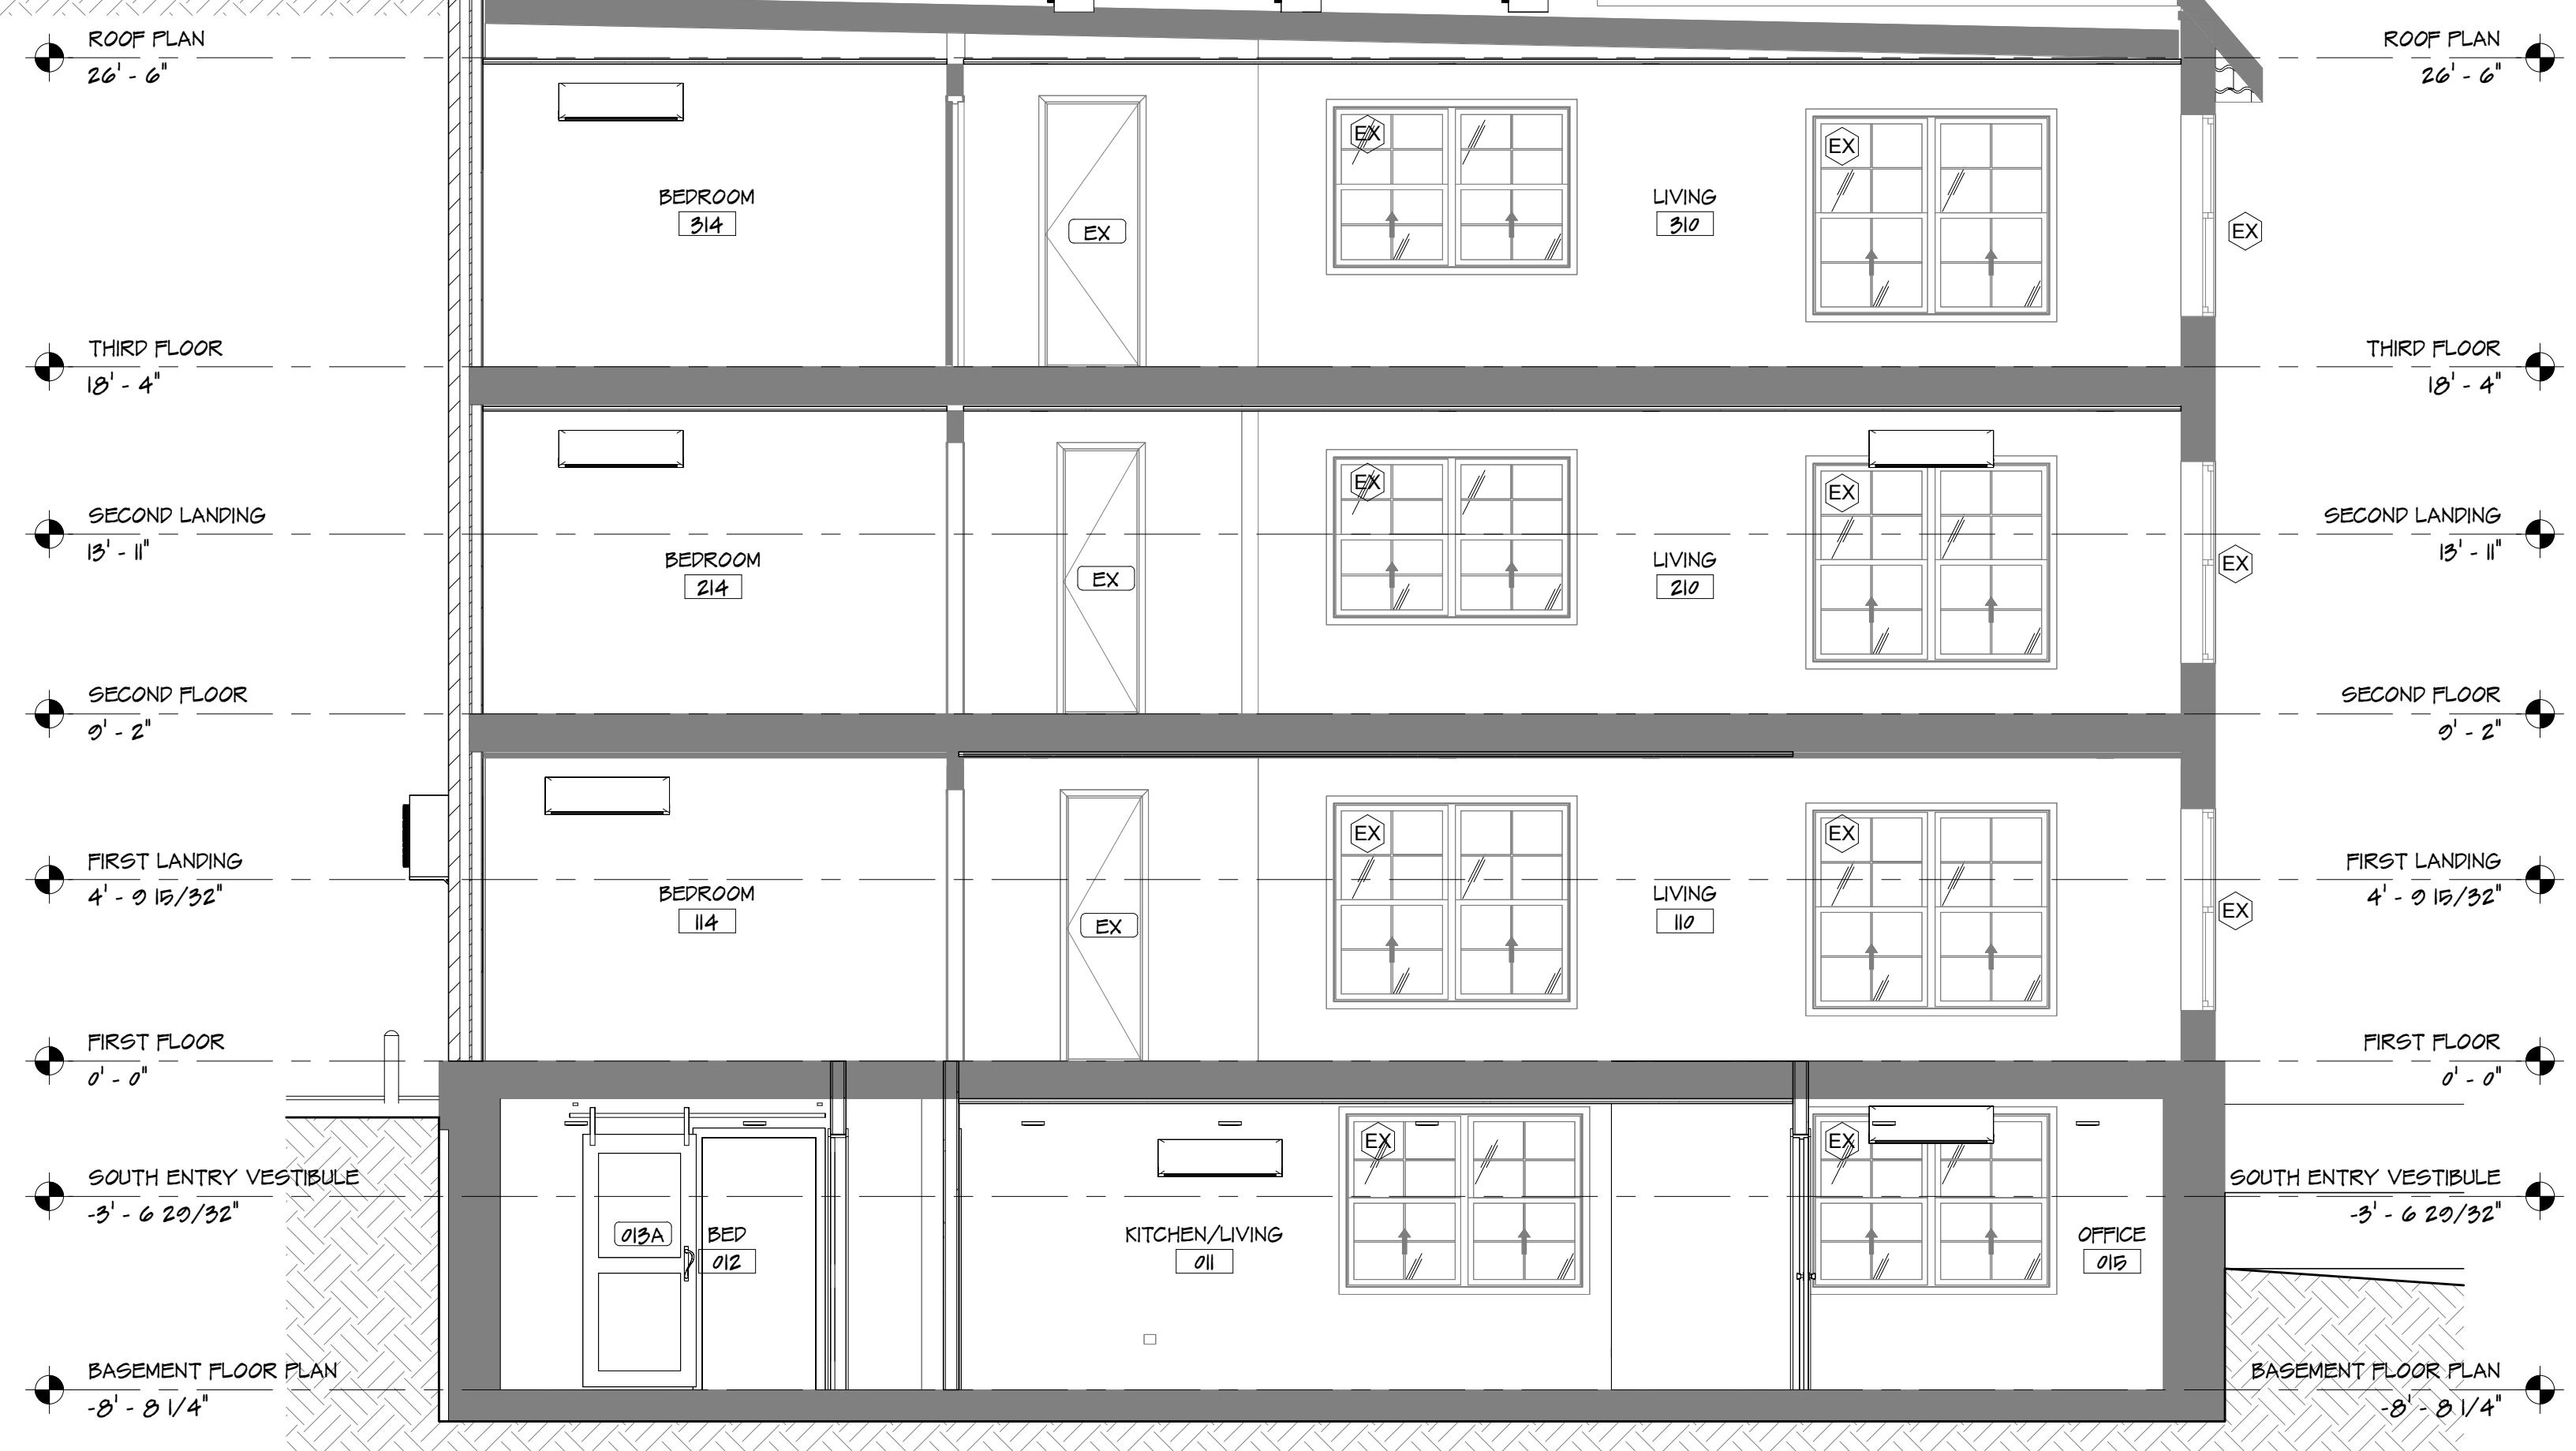 ROOF PLAN
26' - 6"
ROOF PLAN
26' - 6"
EX
EX
BEDROOM
314
EX
LIVING
310
EX
THIRD FLOOR
18' - 4"
THIRD FLOOR
18' - 4"
EX
EX
SECOND LANDING
13' - 11"
SECOND LANDING
13' - 11"
BEDROOM
214
EX
LIVING
210
EX
SECOND FLOOR
9' - 2"
SECOND FLOOR
9' - 2"
EX
EX
FIRST LANDING
4' - 9 15/32"
FIRST LANDING
4' - 9 15/32"
BEDROOM
114
EX
LIVING
110
EX
FIRST FLOOR
0' - 0"
FIRST FLOOR
0' - 0"
EX
EX
SOUTH ENTRY VESTIBULE
-3' - 6 29/32"
SOUTH ENTRY VESTIBULE
-3' - 6 29/32"
013A
BED
012
KITCHEN/LIVING
011
OFFICE
015
BASEMENT FLOOR PLAN
-8' - 8 1/4"
BASEMENT FLOOR PLAN
-8' - 8 1/4"